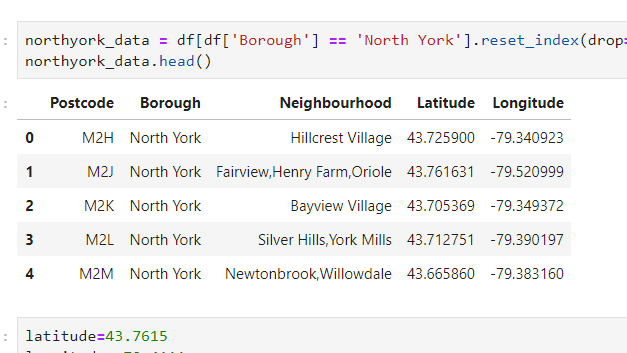 : northyork_data = df[df['Borough'] == 'North York'].reset_index(drop=
northyork_data.head()
: Postcode Borough Neighbourhood Latitude Longitude
0 M2H North York Hillcrest Village 43.725900 -79.340923
1 M2J North York Fairview,Henry Farm,Oriole 43.761631 -79.520999
2 M2K North York Bayview Village 43.705369 -79.349372
3 M2L North York Silver Hills,York Mills 43.712751 -79.390197
4 M2M North York Newtonbrook,Willowdale 43.665860 -79.383160
: latitude=43.7615